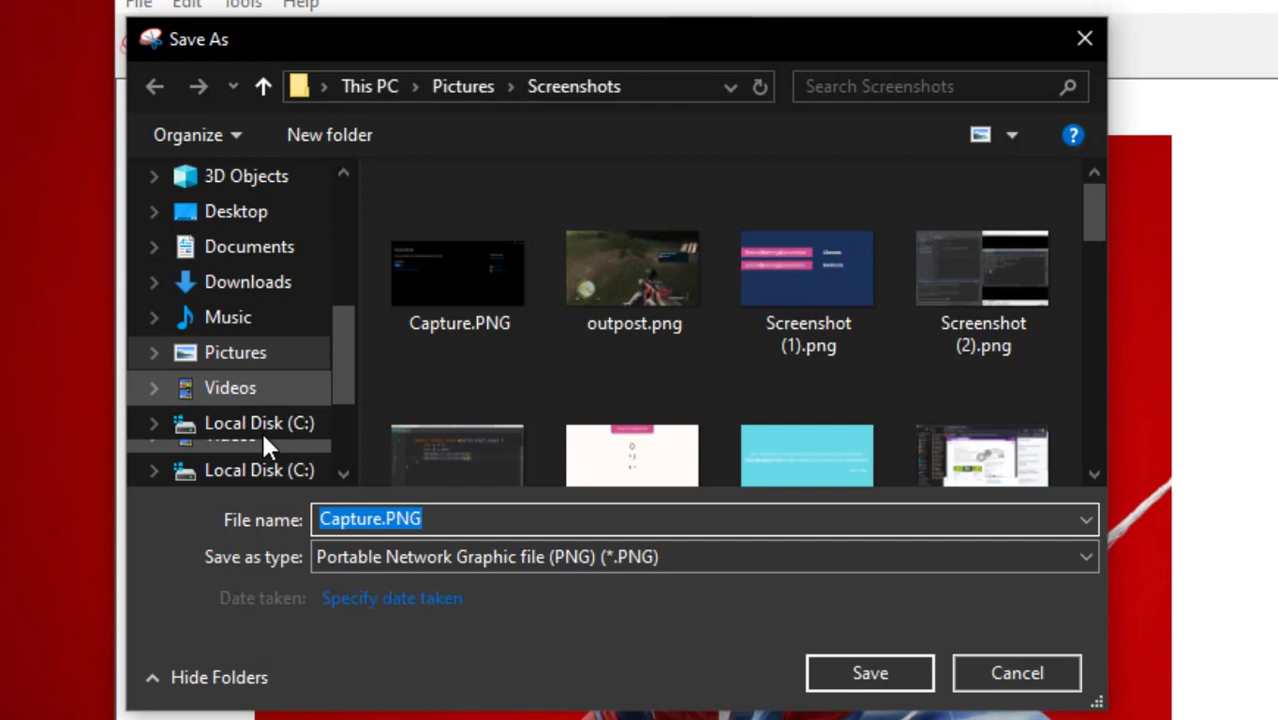 File Edit Tools Help
Save As
This PC > Pictures > Screenshots
Search Screenshots
Organize
New folder
?
3D Objects
Desktop
Documents
Downloads
Music
Pictures
Videos
Local Disk (C:)
Local Disk (C:)
Capture.PNG
outpost.png
Screenshot
(1).png
Screenshot
(2).png
File name: Capture.PNG
Save as type: Portable Network Graphic file (PNG) (*.PNG)
Date taken: Specify date taken
Hide Folders
Save
Cancel